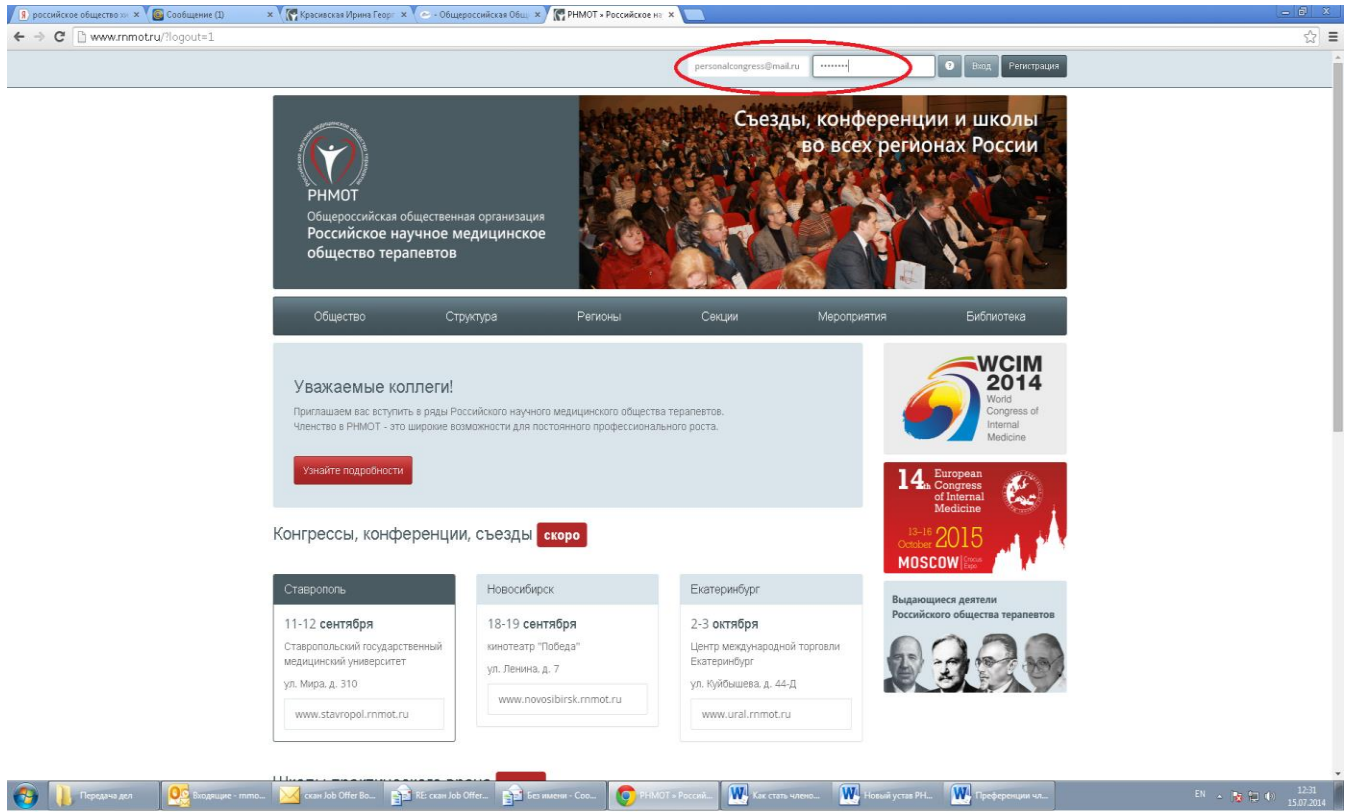 российское общество
Сообщение (1)
Красивская Ирина Геор
- Общероссийская Общ
РНМОТ » Российское на
www.rnmot.ru/?logout=1
personalcongress@mail.ru
?
Вход
Регистрация
Съезды, конференции и школы
во всех регионах России
РНМОТ
Общероссийская общественная организация
Российское научное медицинское
общество терапевтов
Общество
Структура
Регионы
Секции
Мероприятия
Библиотека
Уважаемые коллеги!
Приглашаем вас вступить в ряды Российского научного медицинского общества терапевтов.
Членство в РНМОТ - это широкие возможности для постоянного профессионального роста.
Узнайте подробности
WCIM
2014
World
Congress of
Internal
Medicine
14th European
Congress
of Internal
Medicine
13-16
October 2015
MOSCOW Crocus
Expo
Выдающиеся деятели
Российского общества терапевтов
Конгрессы, конференции, съезды скоро
Ставрополь
11-12 сентября
Ставропольский государственный
медицинский университет
ул. Мира, д. 310
www.stavropol.rnmot.ru
Новосибирск
18-19 сентября
кинотеатр "Победа"
ул. Ленина, д. 7
www.novosibirsk.rnmot.ru
Екатеринбург
2-3 октября
Центр международной торговли
Екатеринбург
ул. Куйбышева, д. 44-Д
www.ural.rnmot.ru
Передача дел
Входящие - rnmo...
скан Job Offer Bo...
RE: скан Job Offer...
Без имени - Соо...
РНМОТ » Россий...
Как стать члено...
Новый устав РН...
Преференции чл...
EN
12:31
15.07.2014